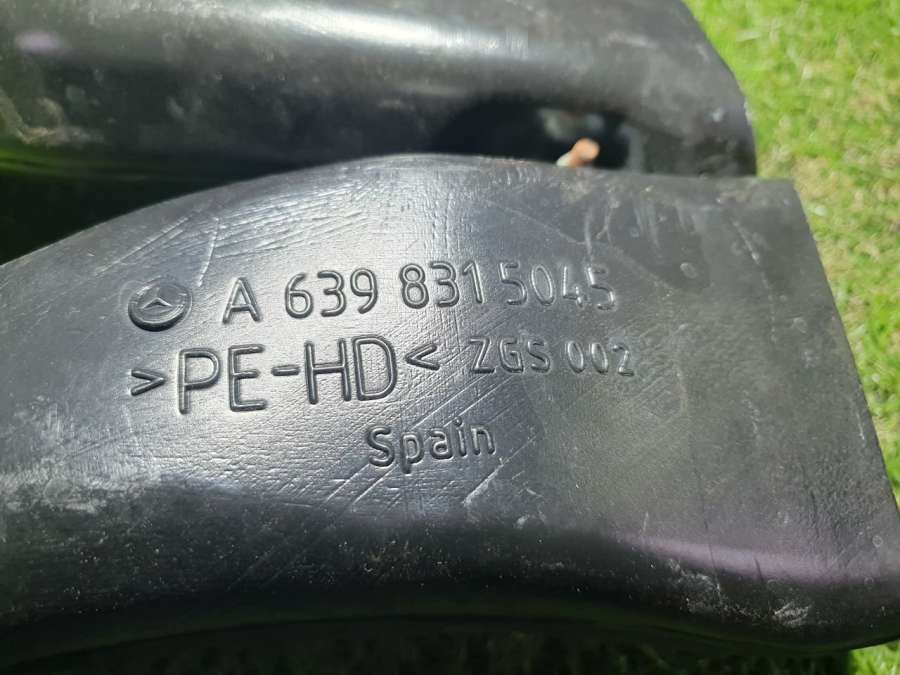 A 639 831 5045
>PE-HD< ZGS 002
Spain